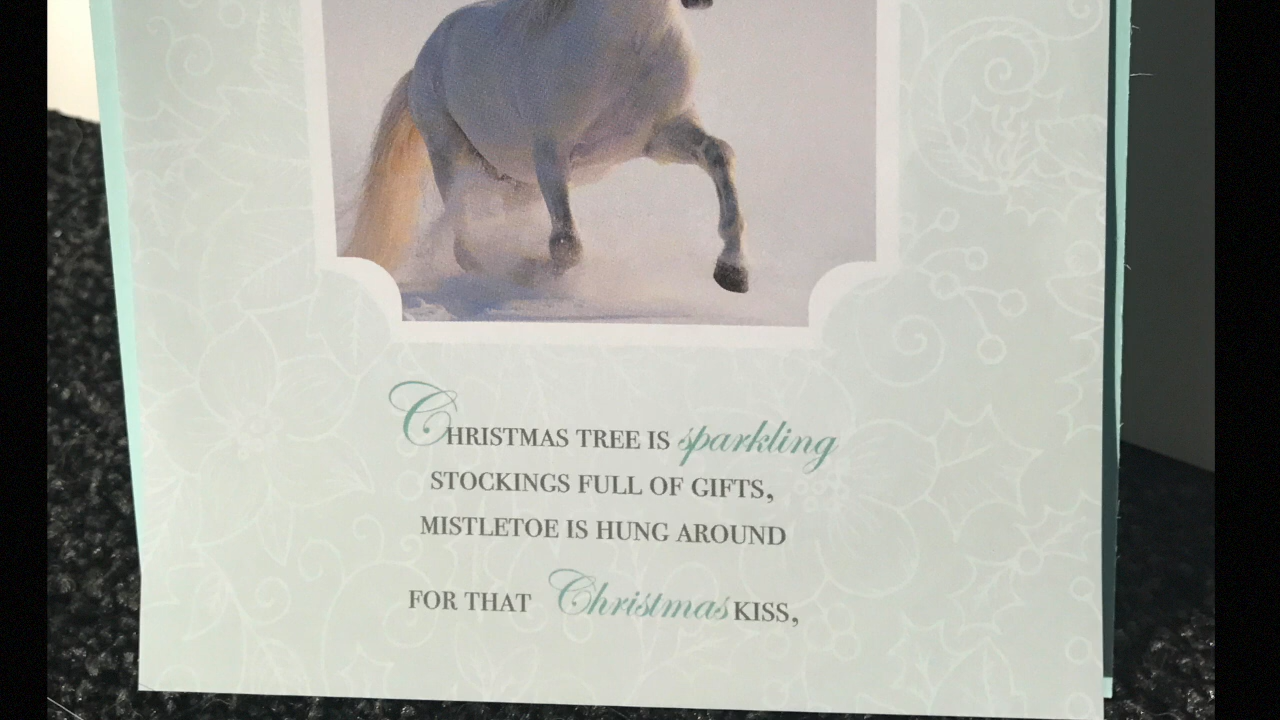 CHRISTMAS TREE IS sparkling
STOCKINGS FULL OF GIFTS,
MISTLETOE IS HUNG AROUND
FOR THAT Christmas KISS,